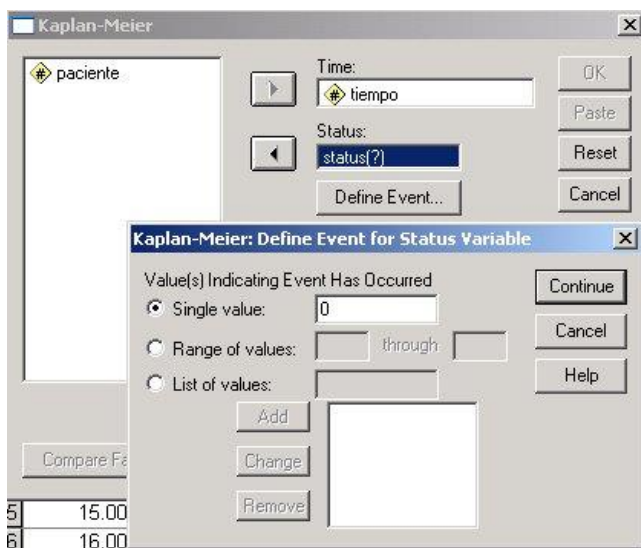 Kaplan-Meier
paciente
Time:
tiempo
Status:
status(?)
Define Event...
OK
Paste
Reset
Cancel
Kaplan-Meier: Define Event for Status Variable
Value(s) Indicating Event Has Occurred
Single value: 0
Range of values: through
List of values:
Add
Change
Remove
Continue
Cancel
Help
Compare Fa
5 15.00
6 16.00